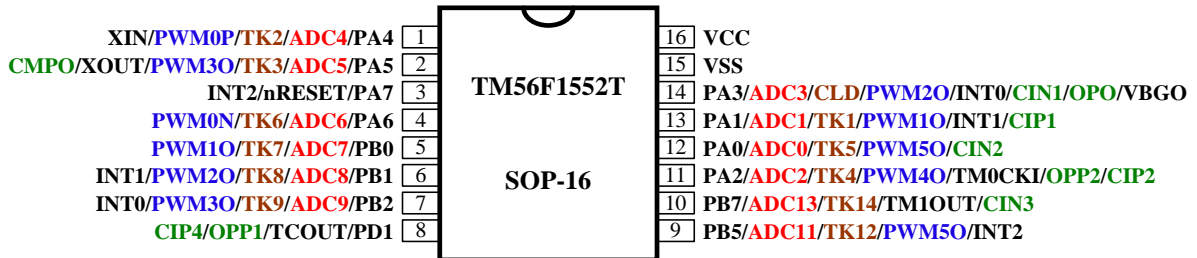 XIN/PWM0P/TK2/ADC4/PA4 1
CMPO/XOUT/PWM3O/TK3/ADC5/PA5 2
INT2/nRESET/PA7 3
PWM0N/TK6/ADC6/PA6 4
PWM1O/TK7/ADC7/PB0 5
INT1/PWM2O/TK8/ADC8/PB1 6
INT0/PWM3O/TK9/ADC9/PB2 7
CIP4/OPP1/TCOUT/PD1 8
TM56F1552T
SOP-16
16 VCC
15 VSS
14 PA3/ADC3/CLD/PWM2O/INT0/CIN1/OPO/VBGO
13 PA1/ADC1/TK1/PWM1O/INT1/CIP1
12 PA0/ADC0/TK5/PWM5O/CIN2
11 PA2/ADC2/TK4/PWM4O/TM0CKI/OPP2/CIP2
10 PB7/ADC13/TK14/TM1OUT/CIN3
9 PB5/ADC11/TK12/PWM5O/INT2